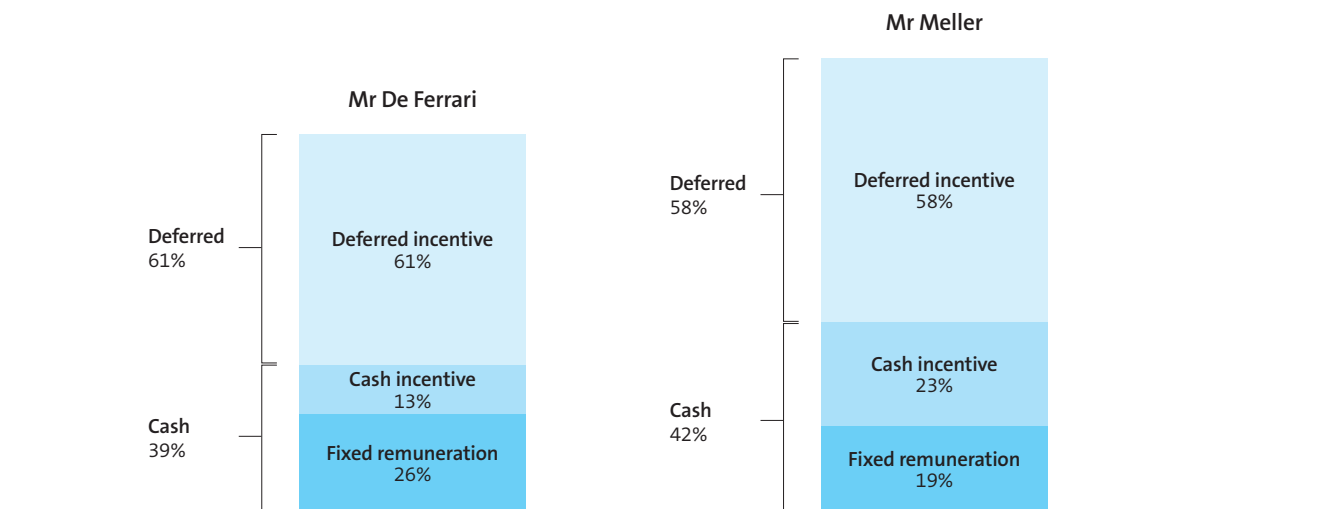 Mr De Ferrari
Deferred
61%
Deferred incentive
61%
Cash incentive
13%
Cash
39%
Fixed remuneration
26%
Mr Meller
Deferred
58%
Deferred incentive
58%
Cash incentive
23%
Cash
42%
Fixed remuneration
19%